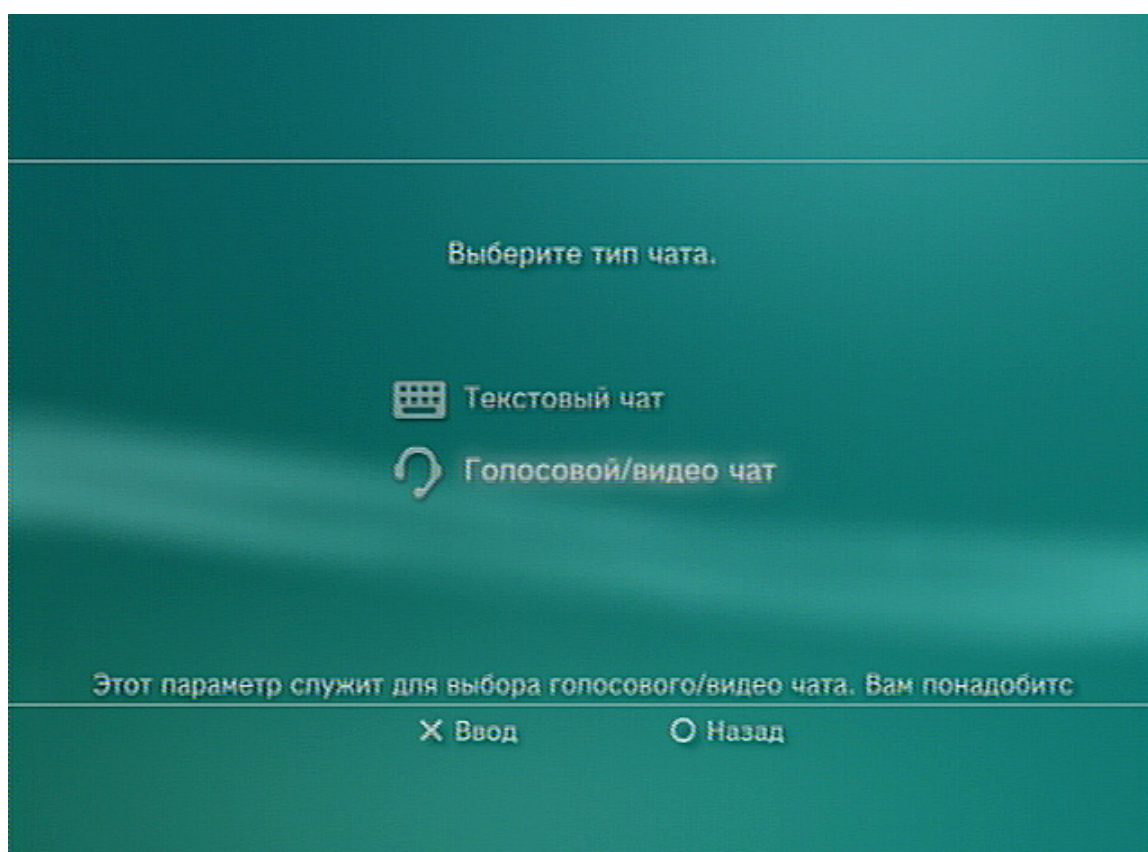 Выберите тип чата.
Текстовый чат
Голосовой/видео чат
Этот параметр служит для выбора голосового/видео чата. Вам понадобитс
Ввод
Назад